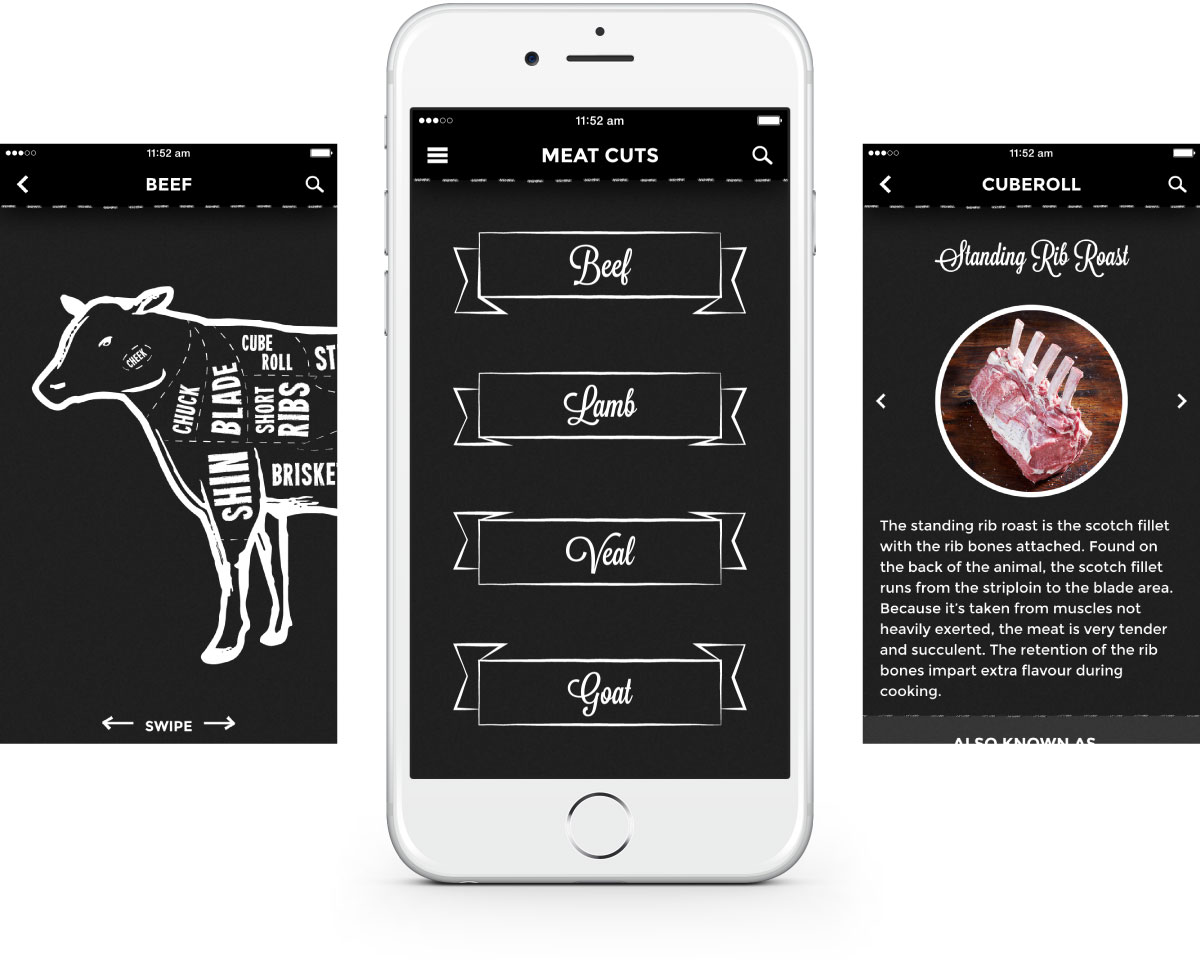 11:52 am
BEEF
CHEEK
CHUCK
BLADE
CUBE
ROLL
SHORT
RIBS
SHIN
SWIPE
11:52 am
MEAT CUTS
Beef
Lamb
Veal
Goat
11:52 am
CUBEROLL
Standing Rib Roast
The standing rib roast is the scotch fillet
with the rib bones attached. Found on
the back of the animal, the scotch fillet
runs from the striploin to the blade area.
Because it's taken from muscles not
heavily exerted, the meat is very tender
and succulent. The retention of the rib
bones impart extra flavour during
cooking.
ALSO KNOWN AS